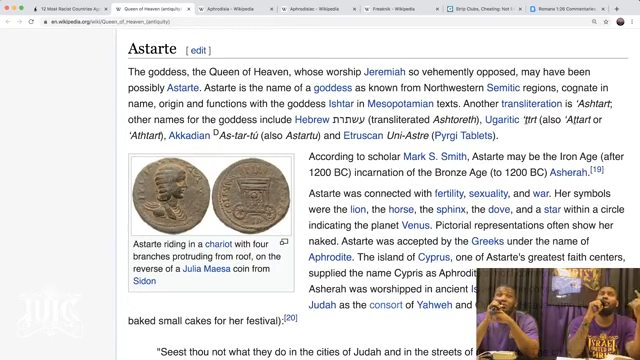 12 Most Racist Countries Ag
Aphrodisia - Wikipedia
Aphrodisiac - Wikipedia
Freaknik - Wikipedia
Strip Clubs, Cheating; Not t
Romans 1:26 Commentaries
en.wikipedia.org/wiki/Queen_of_Heaven_(antiquity)
Astarte [ edit ]
The goddess, the Queen of Heaven, whose worship Jeremiah so vehemently opposed, may have been
possibly Astarte. Astarte is the name of a goddess as known from Northwestern Semitic regions, cognate in
name, origin and functions with the goddess Ishtar in Mesopotamian texts. Another transliteration is ‘Ashtart;
other names for the goddess include Hebrew עשתרת (transliterated Ashtoreth), Ugaritic ‘ṯtrt (also ‘Aṯtart or
‘Athtart), Akkadian DAs-tar-tú (also Astartu) and Etruscan Uni-Astre (Pyrgi Tablets).
According to scholar Mark S. Smith, Astarte may be the Iron Age (after
1200 BC) incarnation of the Bronze Age (to 1200 BC) Asherah.[19]
Astarte was connected with fertility, sexuality, and war. Her symbols
were the lion, the horse, the sphinx, the dove, and a star within a circle
indicating the planet Venus. Pictorial representations often show her
naked. Astarte was accepted by the Greeks under the name of
Aphrodite. The island of Cyprus, one of Astarte's greatest faith centers,
supplied the name Cypris as Aphrod
Asherah was worshipped in ancient Is
Judah as the consort of Yahweh and
baked small cakes for her festival):[20]
Astarte riding in a chariot with four
branches protruding from roof, on the
reverse of a Julia Maesa coin from
Sidon
"Seest thou not what they do in the cities of Judah and in the streets of
IUIC
ISRAEL
UNITED